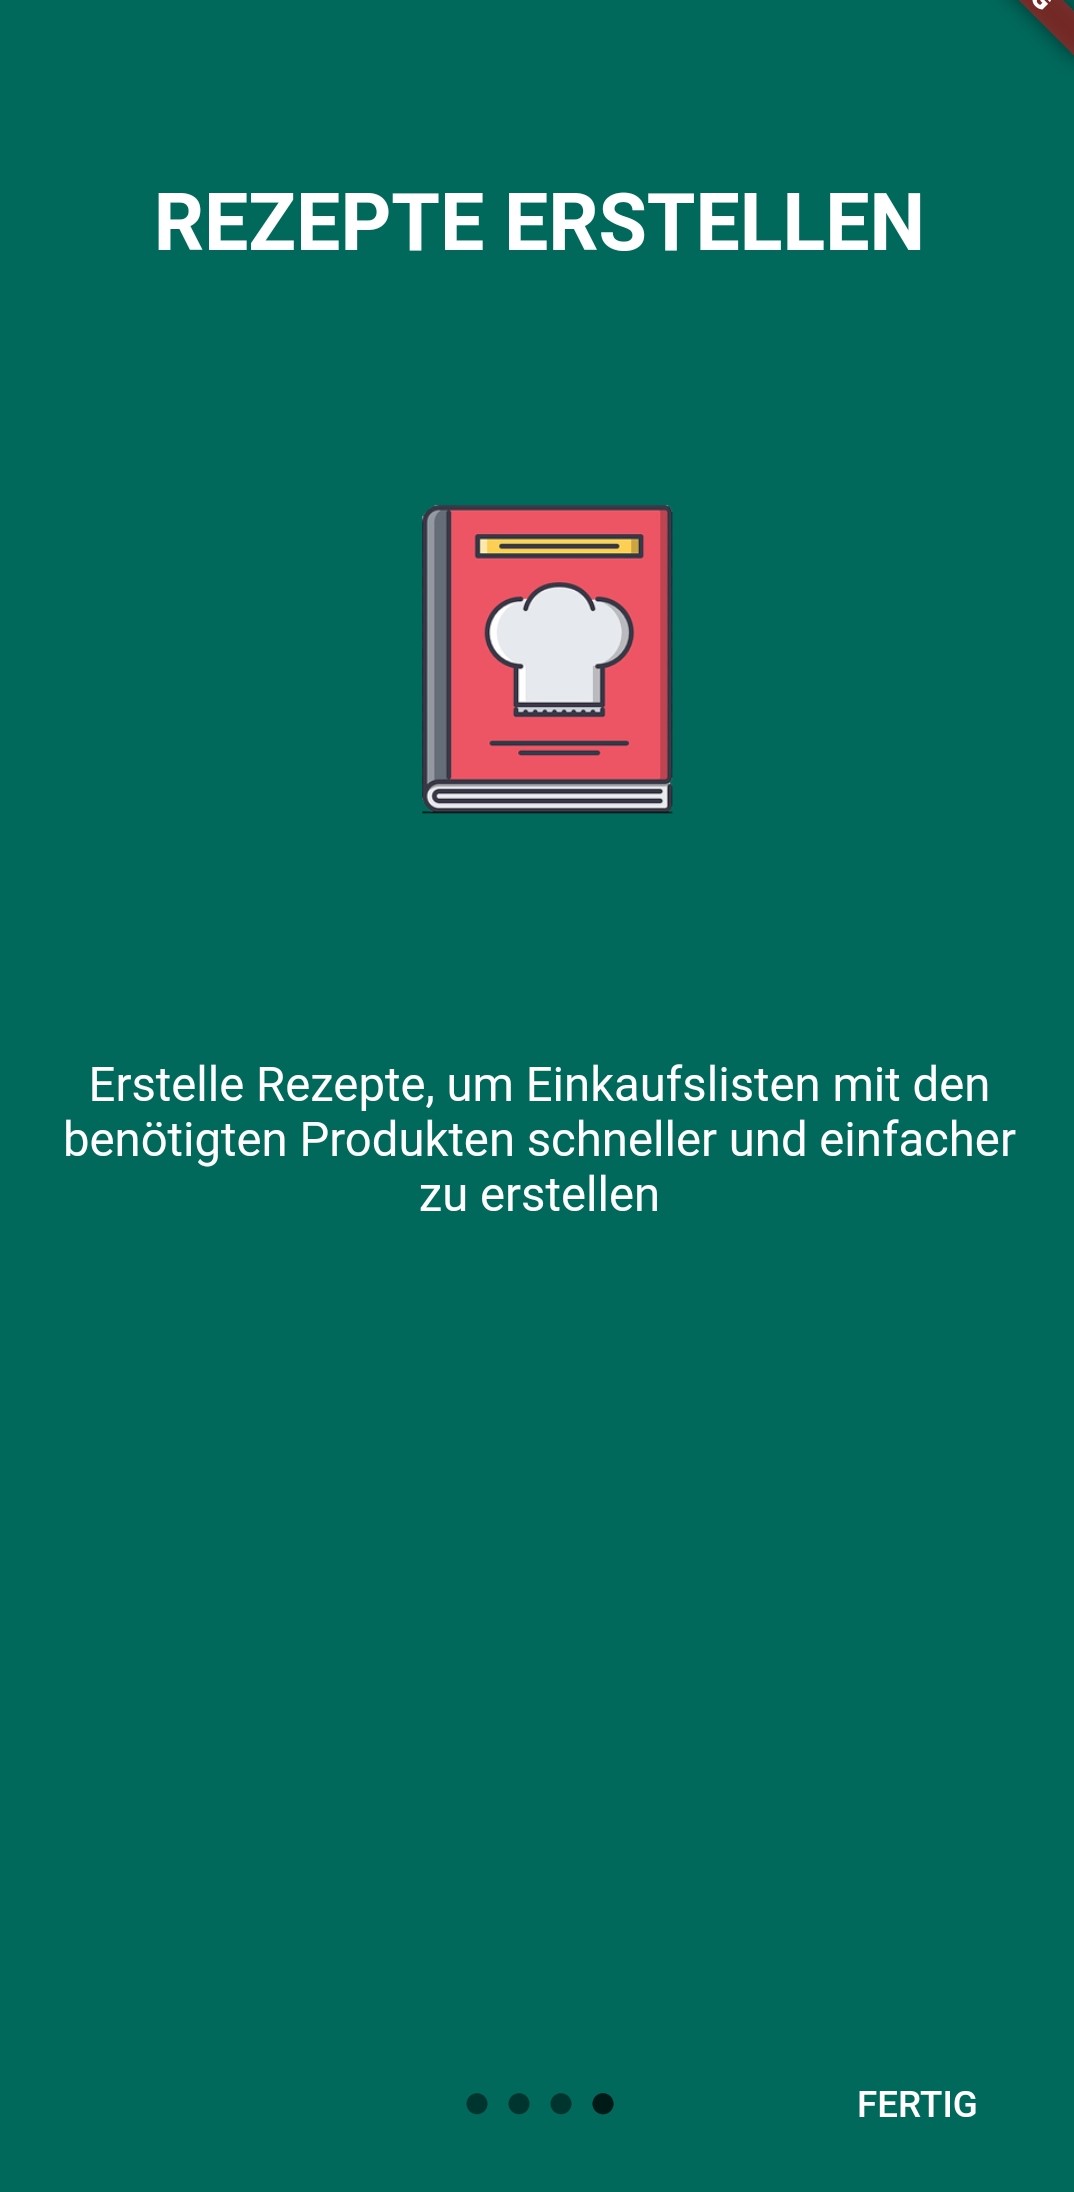 REZEPTE ERSTELLEN
Erstelle Rezepte, um Einkaufslisten mit den
benötigten Produkten schneller und einfacher
zu erstellen
FERTIG